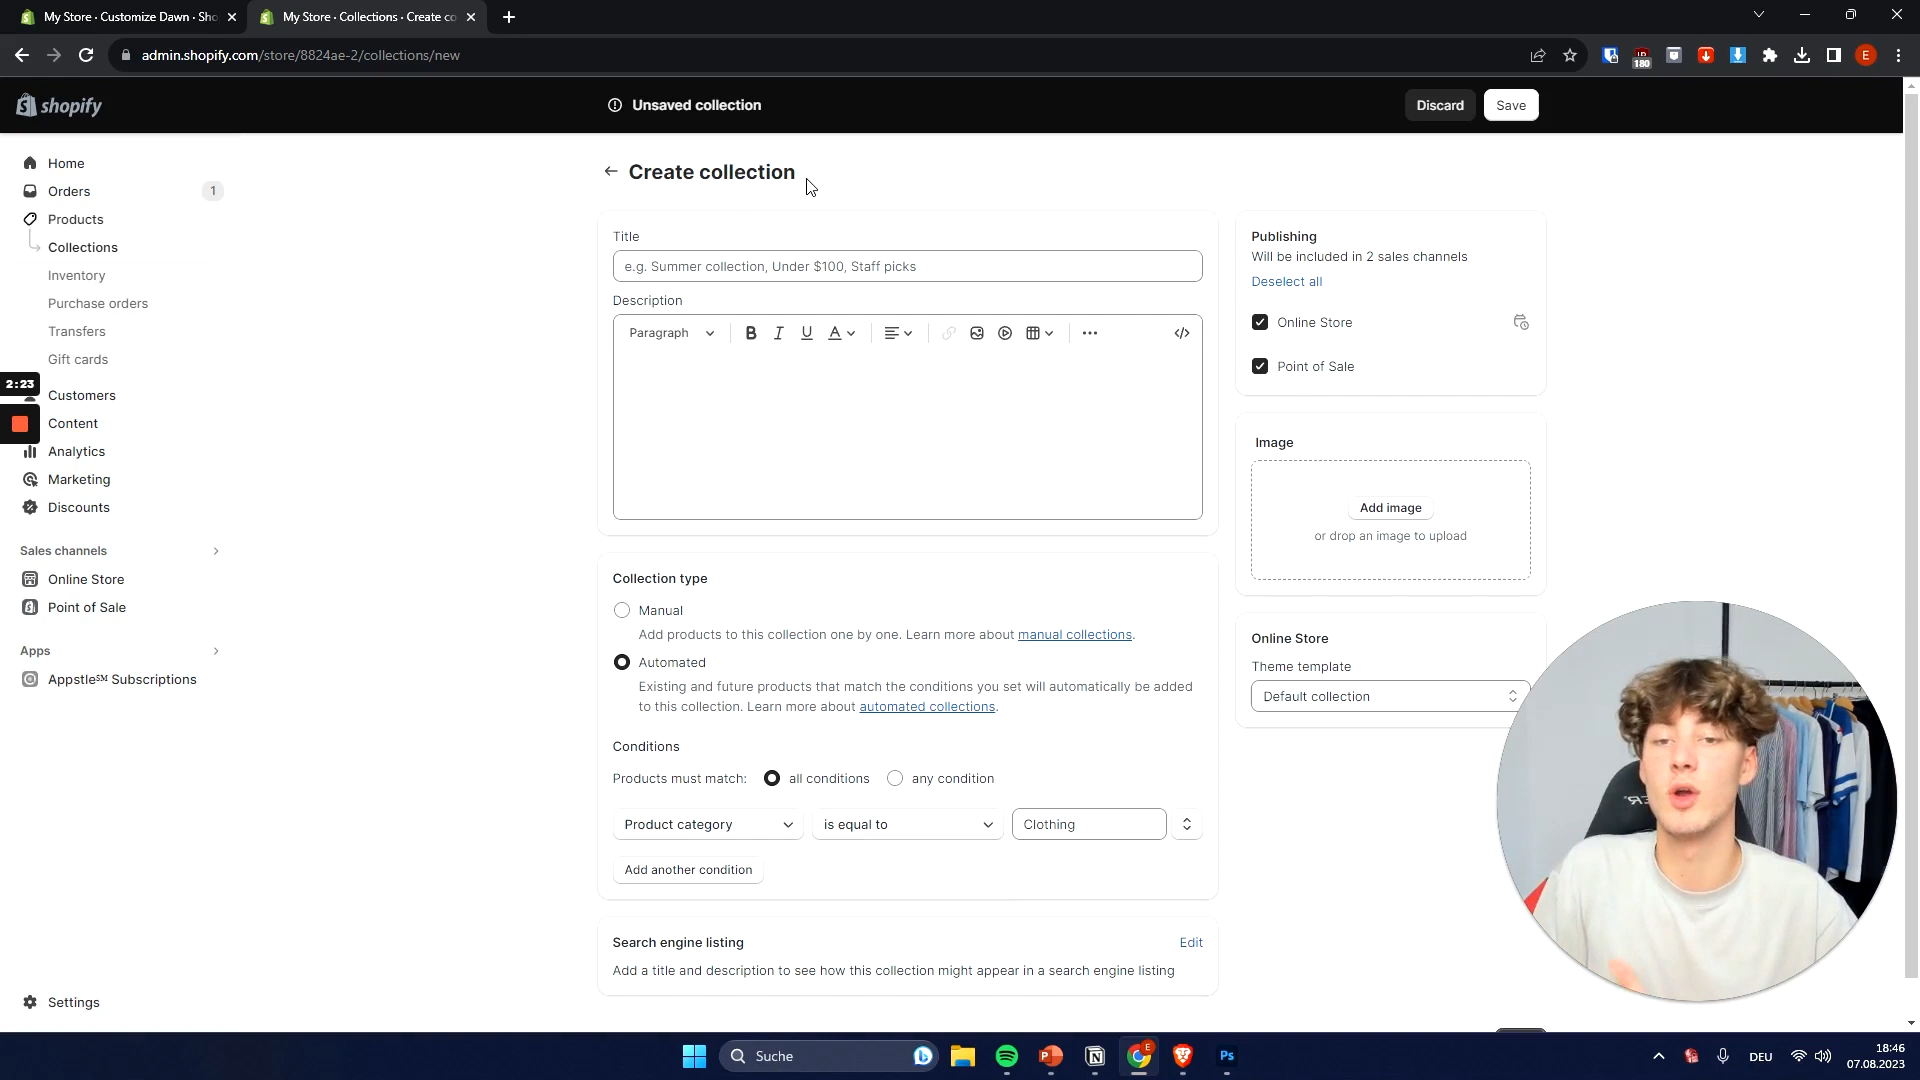 My Store · Customize Dawn · Sho
My Store · Collections · Create co
admin.shopify.com/store/8824ae-2/collections/new
180
E
shopify
Unsaved collection
Discard
Save
Home
Orders
1
Products
Collections
Inventory
Purchase orders
Transfers
Gift cards
2:23
Customers
Content
Analytics
Marketing
Discounts
Sales channels
Online Store
Point of Sale
Apps
Appstle℠ Subscriptions
Settings
Create collection
Title
e.g. Summer collection, Under $100, Staff picks
Description
Paragraph
B I U A
Collection type
Manual
Add products to this collection one by one. Learn more about manual collections.
Automated
Existing and future products that match the conditions you set will automatically be added
to this collection. Learn more about automated collections.
Conditions
Products must match: all conditions any condition
Product category is equal to Clothing
Add another condition
Search engine listing
Edit
Add a title and description to see how this collection might appear in a search engine listing
Publishing
Will be included in 2 sales channels
Deselect all
Online Store
Point of Sale
Image
Add image
or drop an image to upload
Online Store
Theme template
Default collection
Suche
E
Ps
DEU
18:46
07.08.2023